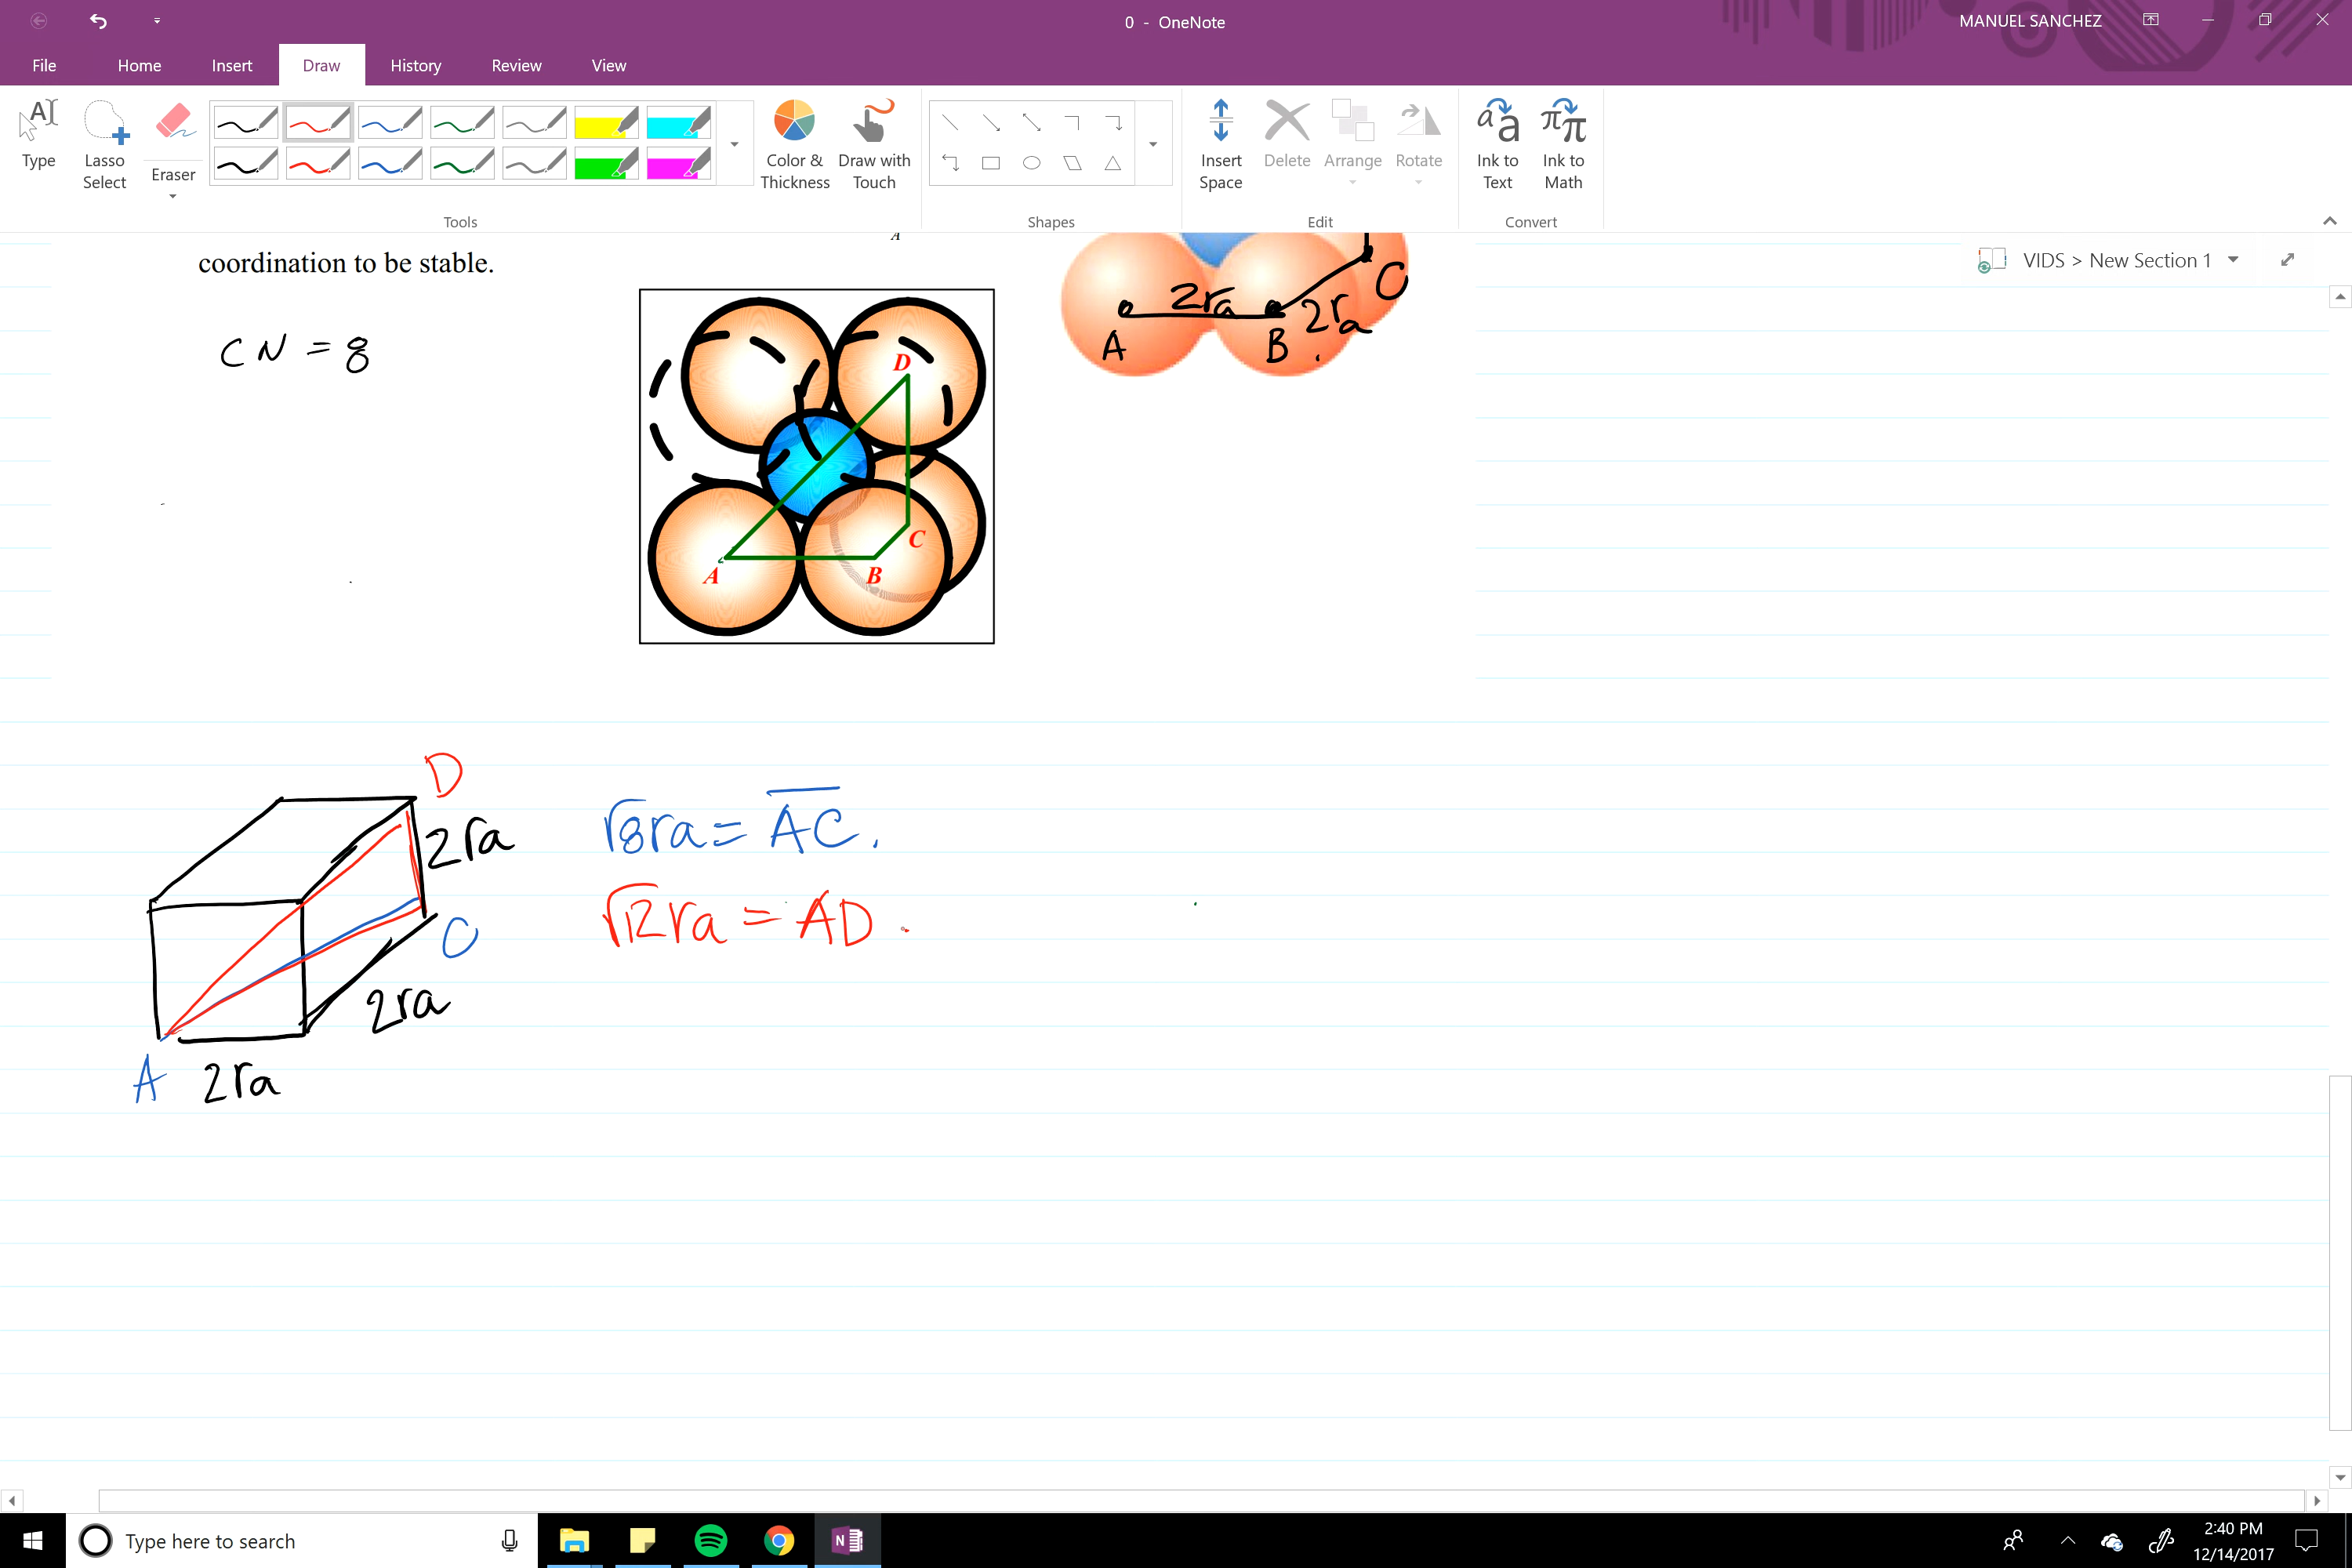 0 - OneNote
MANUEL SANCHEZ
File Home Insert Draw History Review View
Type
Lasso Select
Eraser
Color & Thickness
Draw with Touch
Insert Space
Delete
Arrange
Rotate
Ink to Text
Ink to Math
Tools
Shapes
Edit
Convert
VIDS > New Section 1
A
coordination to be stable.
CN = 8
D
C
A
B
2ra
2ra
C
A
B
D
2ra
C
2ra
A 2ra
√8ra = AC.
√12ra = AD.
Type here to search
2:40 PM
12/14/2017